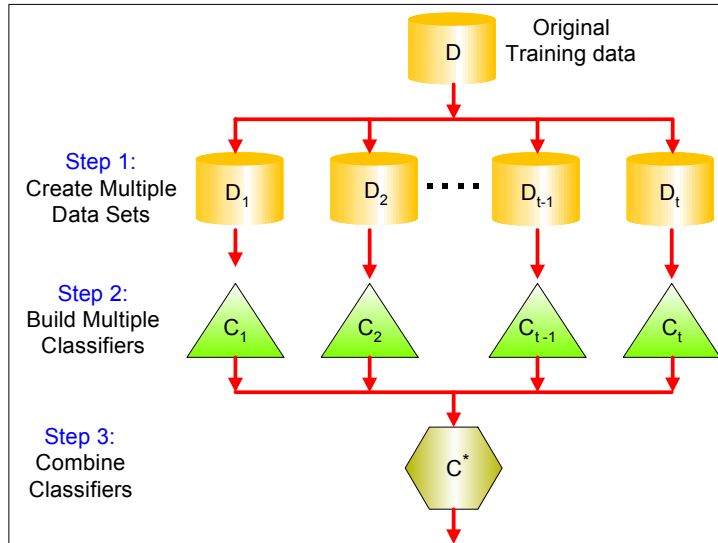 D
Original
Training data
Step 1:
Create Multiple
Data Sets
D₁
D₂
....
Dₜ₋₁
Dₜ
Step 2:
Build Multiple
Classifiers
C₁
C₂
Cₜ₋₁
Cₜ
Step 3:
Combine
Classifiers
C*